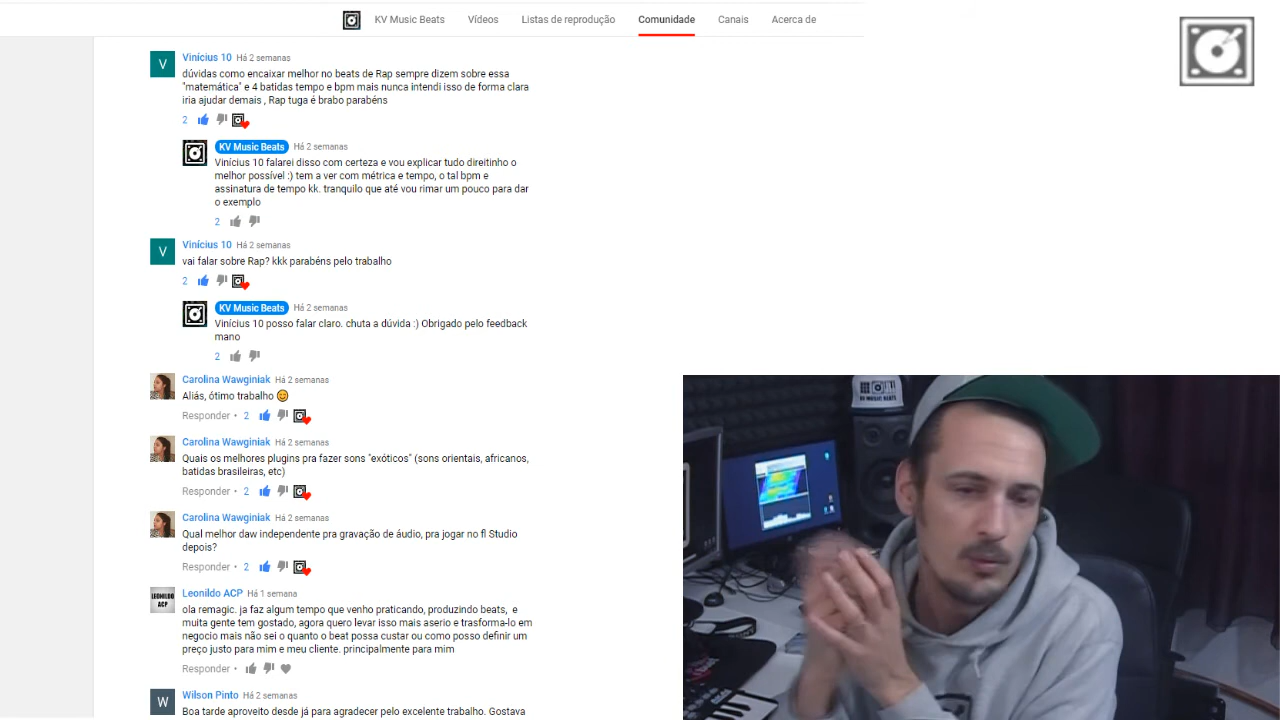 KV Music Beats Vídeos Listas de reprodução Comunidade Canais Acerca de
V Vinícius 10 Há 2 semanas
dúvidas como encaixar melhor no beats de Rap sempre dizem sobre essa
"matemática" e 4 batidas tempo e bpm mais nunca intendi isso de forma clara
iria ajudar demais , Rap tuga é brabo parabéns
2
KV Music Beats Há 2 semanas
Vinícius 10 falarei disso com certeza e vou explicar tudo direitinho o
melhor possível :) tem a ver com métrica e tempo, o tal bpm e
assinatura de tempo kk. tranquilo que até vou rimar um pouco para dar
o exemplo
2
V Vinícius 10 Há 2 semanas
vai falar sobre Rap? kkk parabéns pelo trabalho
2
KV Music Beats Há 2 semanas
Vinícius 10 posso falar claro. chuta a dúvida :) Obrigado pelo feedback
mano
2
Carolina Wawginiak Há 2 semanas
Aliás, ótimo trabalho 😊
Responder • 2
Carolina Wawginiak Há 2 semanas
Quais os melhores plugins pra fazer sons "exóticos" (sons orientais, africanos,
batidas brasileiras, etc)
Responder • 2
Carolina Wawginiak Há 2 semanas
Qual melhor daw independente pra gravação de áudio, pra jogar no fl Studio
depois?
Responder • 2
LEONILDO
ACP
Leonildo ACP Há 1 semana
ola remagic. ja faz algum tempo que venho praticando, produzindo beats, e
muita gente tem gostado, agora quero levar isso mais aserio e trasforma-lo em
negocio mais não sei o quanto o beat possa custar ou como posso definir um
preço justo para mim e meu cliente. principalmente para mim
Responder •
W Wilson Pinto Há 2 semanas
Boa tarde aproveito desde já para agradecer pelo excelente trabalho. Gostava
KV MUSIC BEATS